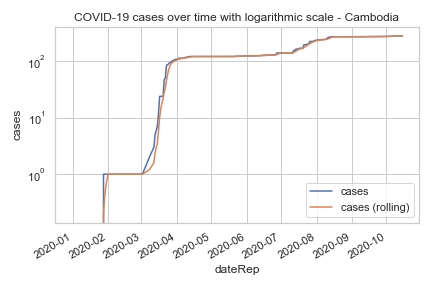 COVID-19 cases over time with logarithmic scale - Cambodia
cases
10²
10¹
10⁰
cases
cases (rolling)
2020-01
2020-02
2020-03
2020-04
2020-05
2020-06
2020-07
2020-08
2020-09
2020-10
dateRep